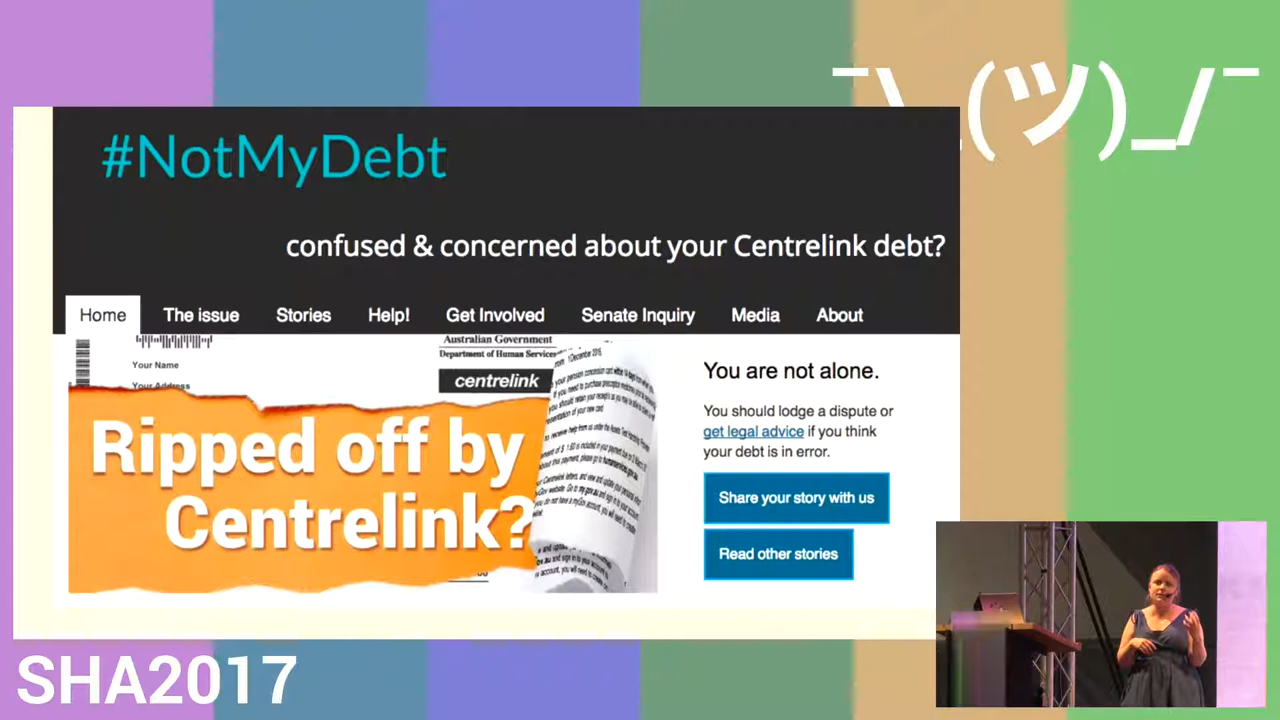 ¯\_(ツ)_/¯
#NotMyDebt
confused & concerned about your Centrelink debt?
Home The issue Stories Help! Get Involved Senate Inquiry Media About
Your Name
Your Address
Australian Government
Department of Human Services
centrelink
Ripped off by
Centrelink?
You are not alone.
You should lodge a dispute or
get legal advice if you think
your debt is in error.
Share your story with us
Read other stories
SHA2017